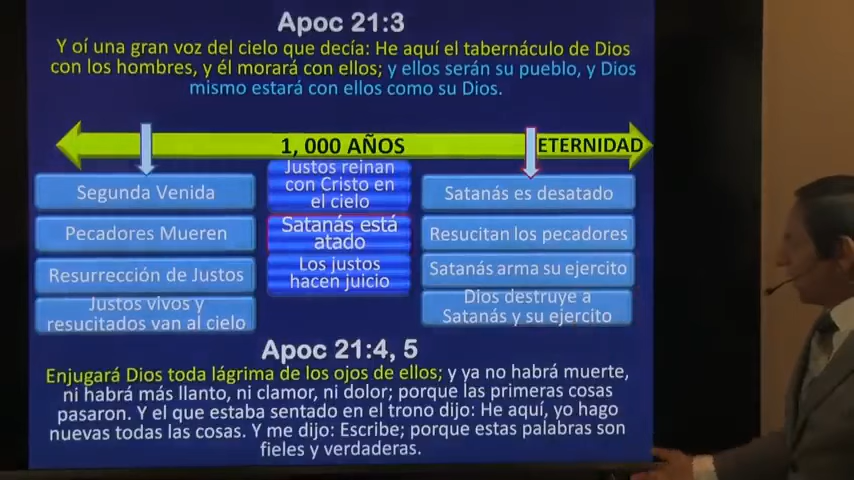 Apoc 21:3
Y oí una gran voz del cielo que decía: He aquí el tabernáculo de Dios
con los hombres, y él morará con ellos; y ellos serán su pueblo, y Dios
mismo estará con ellos como su Dios.
1, 000 AÑOS
ETERNIDAD
Segunda Venida
Pecadores Mueren
Resurrección de Justos
Justos vivos y
resucitados van al cielo
Justos reinan
con Cristo en
el cielo
Satanás está
atado
Los justos
hacen juicio
Satanás es desatado
Resucitan los pecadores
Satanás arma su ejercito
Dios destruye a
Satanás y su ejercito
Apoc 21:4, 5
Enjugará Dios toda lágrima de los ojos de ellos; y ya no habrá muerte,
ni habrá más llanto, ni clamor, ni dolor; porque las primeras cosas
pasaron. Y el que estaba sentado en el trono dijo: He aquí, yo hago
nuevas todas las cosas. Y me dijo: Escribe; porque estas palabras son
fieles y verdaderas.